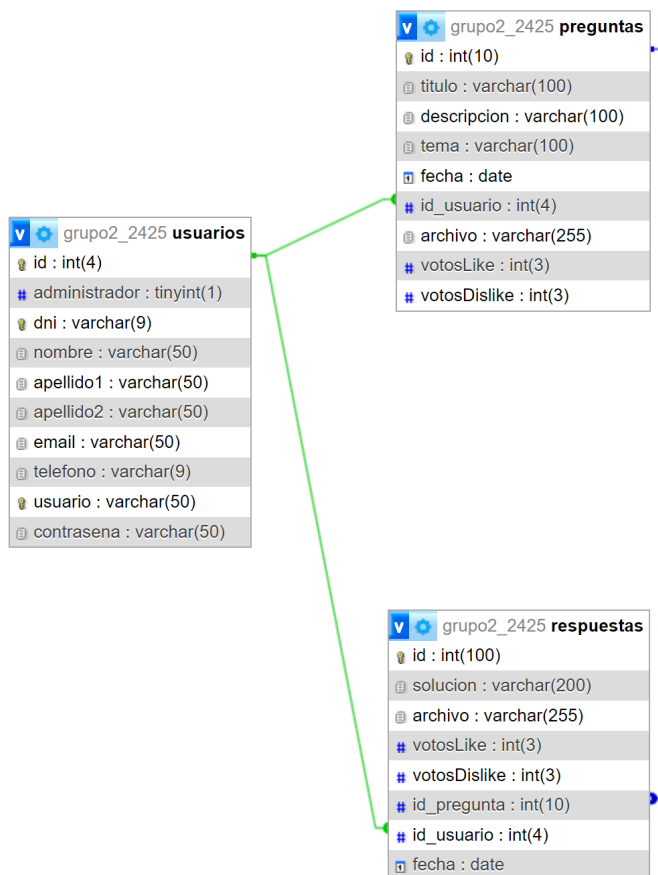 grupo2_2425 preguntas
id : int(10)
titulo : varchar(100)
descripcion : varchar(100)
tema : varchar(100)
fecha : date
id_usuario : int(4)
archivo : varchar(255)
votosLike : int(3)
votosDislike : int(3)
grupo2_2425 usuarios
id : int(4)
administrador : tinyint(1)
dni : varchar(9)
nombre : varchar(50)
apellido1 : varchar(50)
apellido2 : varchar(50)
email : varchar(50)
telefono : varchar(9)
usuario : varchar(50)
contrasena : varchar(50)
grupo2_2425 respuestas
id : int(100)
solucion : varchar(200)
archivo : varchar(255)
votosLike : int(3)
votosDislike : int(3)
id_pregunta : int(10)
id_usuario : int(4)
fecha : date